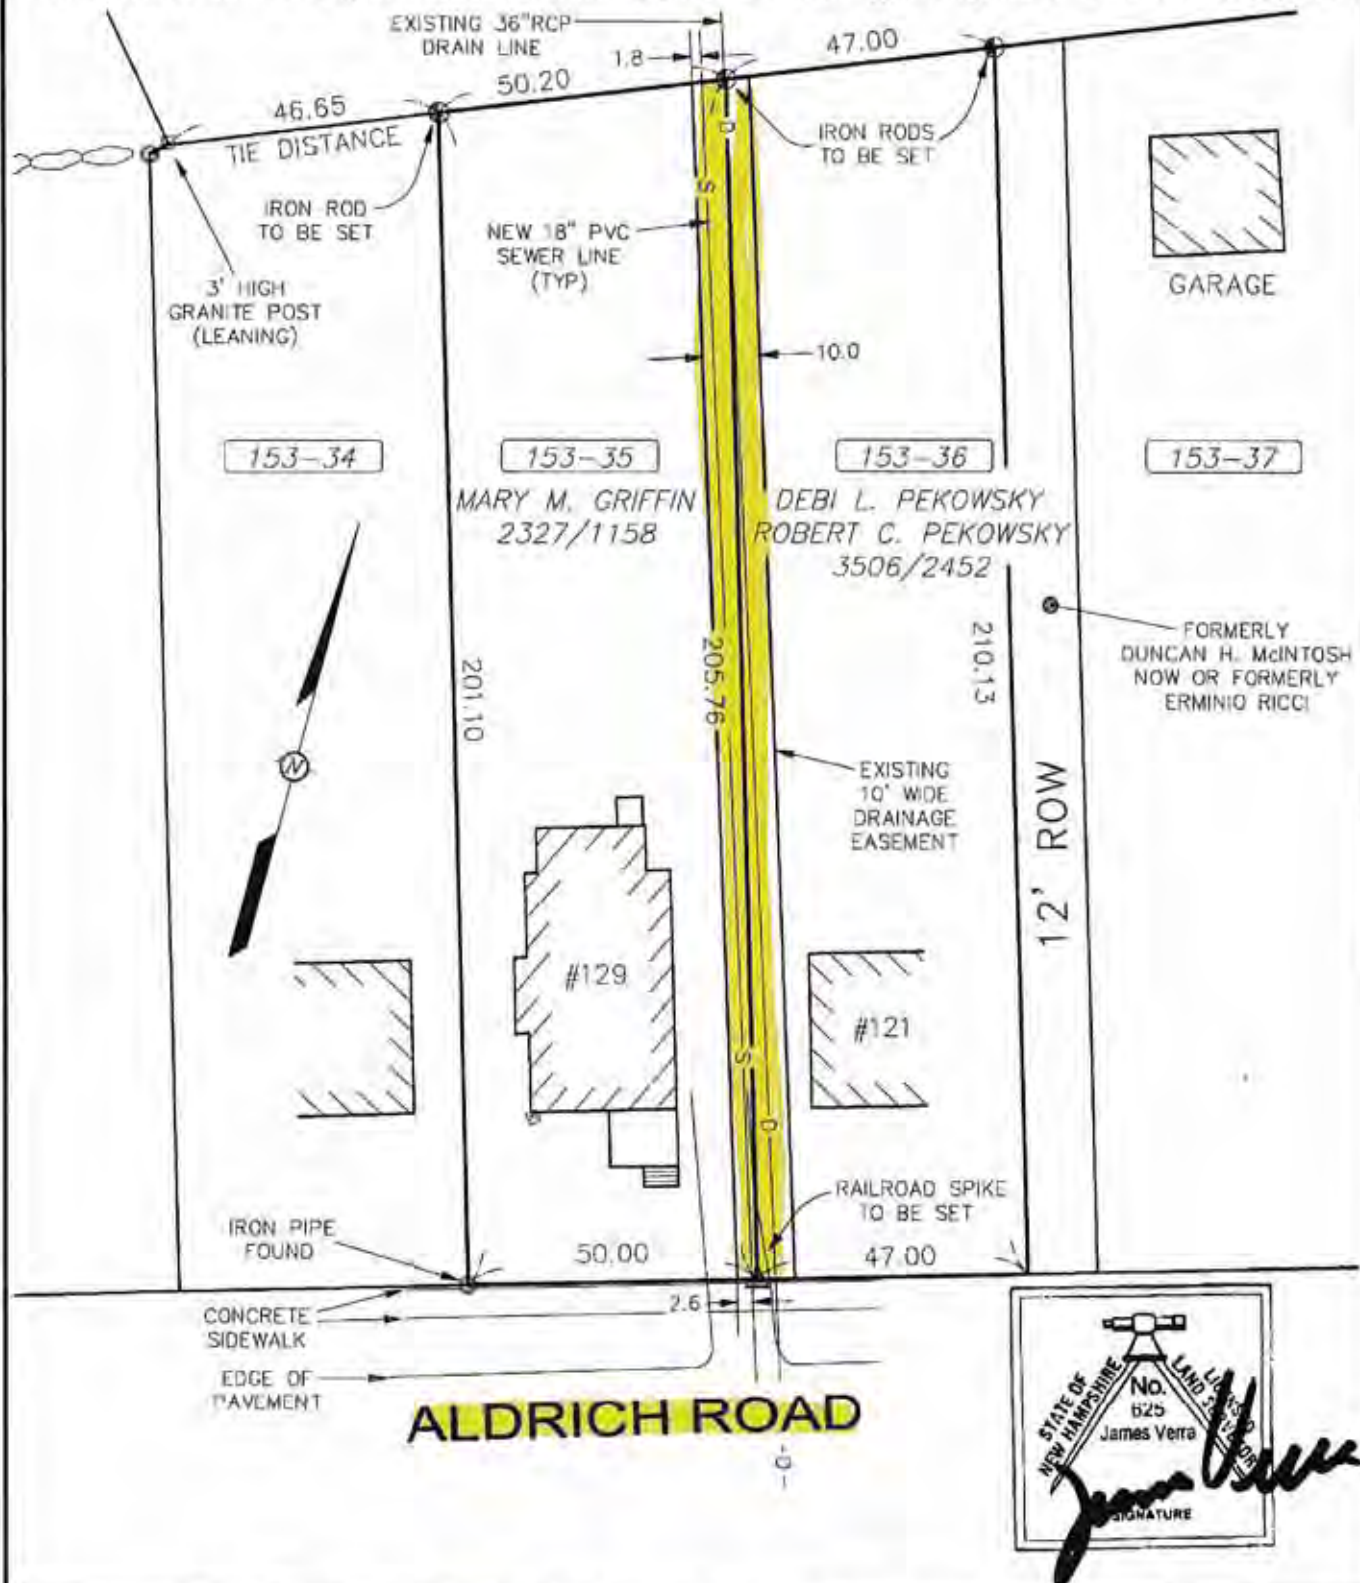 EXISTING 36"RCP
DRAIN LINE
1.8
47.00
50.20
46.65
TIE DISTANCE
IRON RODS
TO BE SET
D
S
IRON ROD
TO BE SET
NEW 18" PVC
SEWER LINE
(TYP)
3' HIGH
GRANITE POST
(LEANING)
GARAGE
10.0
153-34
153-35
153-36
153-37
MARY M. GRIFFIN
2327/1158
DEBI L. PEKOWSKY
ROBERT C. PEKOWSKY
3506/2452
FORMERLY
DUNCAN H. McINTOSH
NOW OR FORMERLY
ERMINIO RICCI
201.10
205.76
210.13
N
EXISTING
10' WIDE
DRAINAGE
EASEMENT
12' ROW
#129
#121
S
D
RAILROAD SPIKE
TO BE SET
IRON PIPE
FOUND
50.00
47.00
CONCRETE
SIDEWALK
2.6
EDGE OF
PAVEMENT
ALDRICH ROAD
D
STATE OF
NEW HAMPSHIRE
LICENSED
LAND SURVEYOR
No.
625
James Verra
James Verra
SIGNATURE